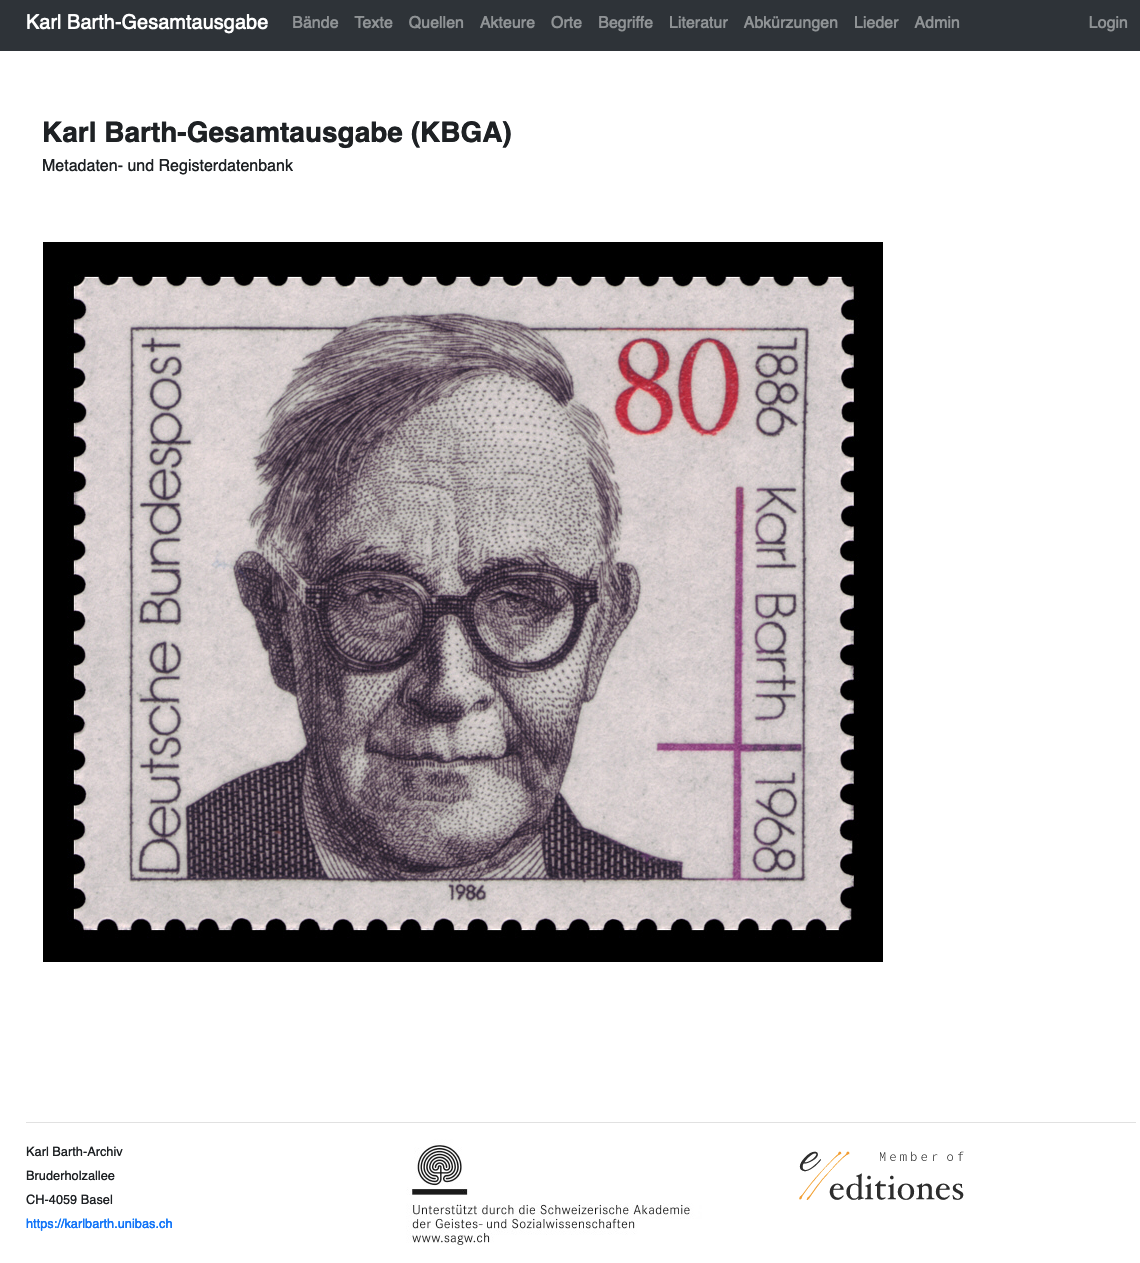 Karl Barth-Gesamtausgabe Bände Texte Quellen Akteure Orte Begriffe Literatur Abkürzungen Lieder Admin Login
Karl Barth-Gesamtausgabe (KBGA)
Metadaten- und Registerdatenbank
Deutsche Bundespost
80
1886 Karl Barth 1968
1986
Karl Barth-Archiv
Bruderholzallee
CH-4059 Basel
https://karlbarth.unibas.ch
Unterstützt durch die Schweizerische Akademie
der Geistes- und Sozialwissenschaften
www.sagw.ch
Member of
e editiones